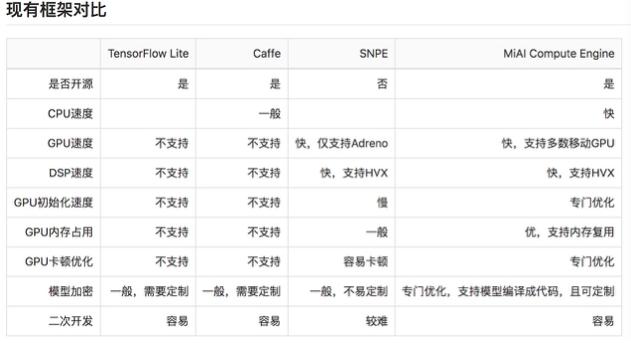 现有框架对比
TensorFlow Lite Caffe SNPE MiAI Compute Engine
是否开源 是 是 否 是
CPU速度 一般 快
GPU速度 不支持 不支持 快，仅支持Adreno 快，支持多数移动GPU
DSP速度 不支持 不支持 快，支持HVX 快，支持HVX
GPU初始化速度 不支持 不支持 慢 专门优化
GPU内存占用 不支持 不支持 一般 优，支持内存复用
GPU卡顿优化 不支持 不支持 容易卡顿 专门优化
模型加密 一般，需要定制 一般，需要定制 一般，不易定制 专门优化，支持模型编译成代码，且可定制
二次开发 容易 容易 较难 容易